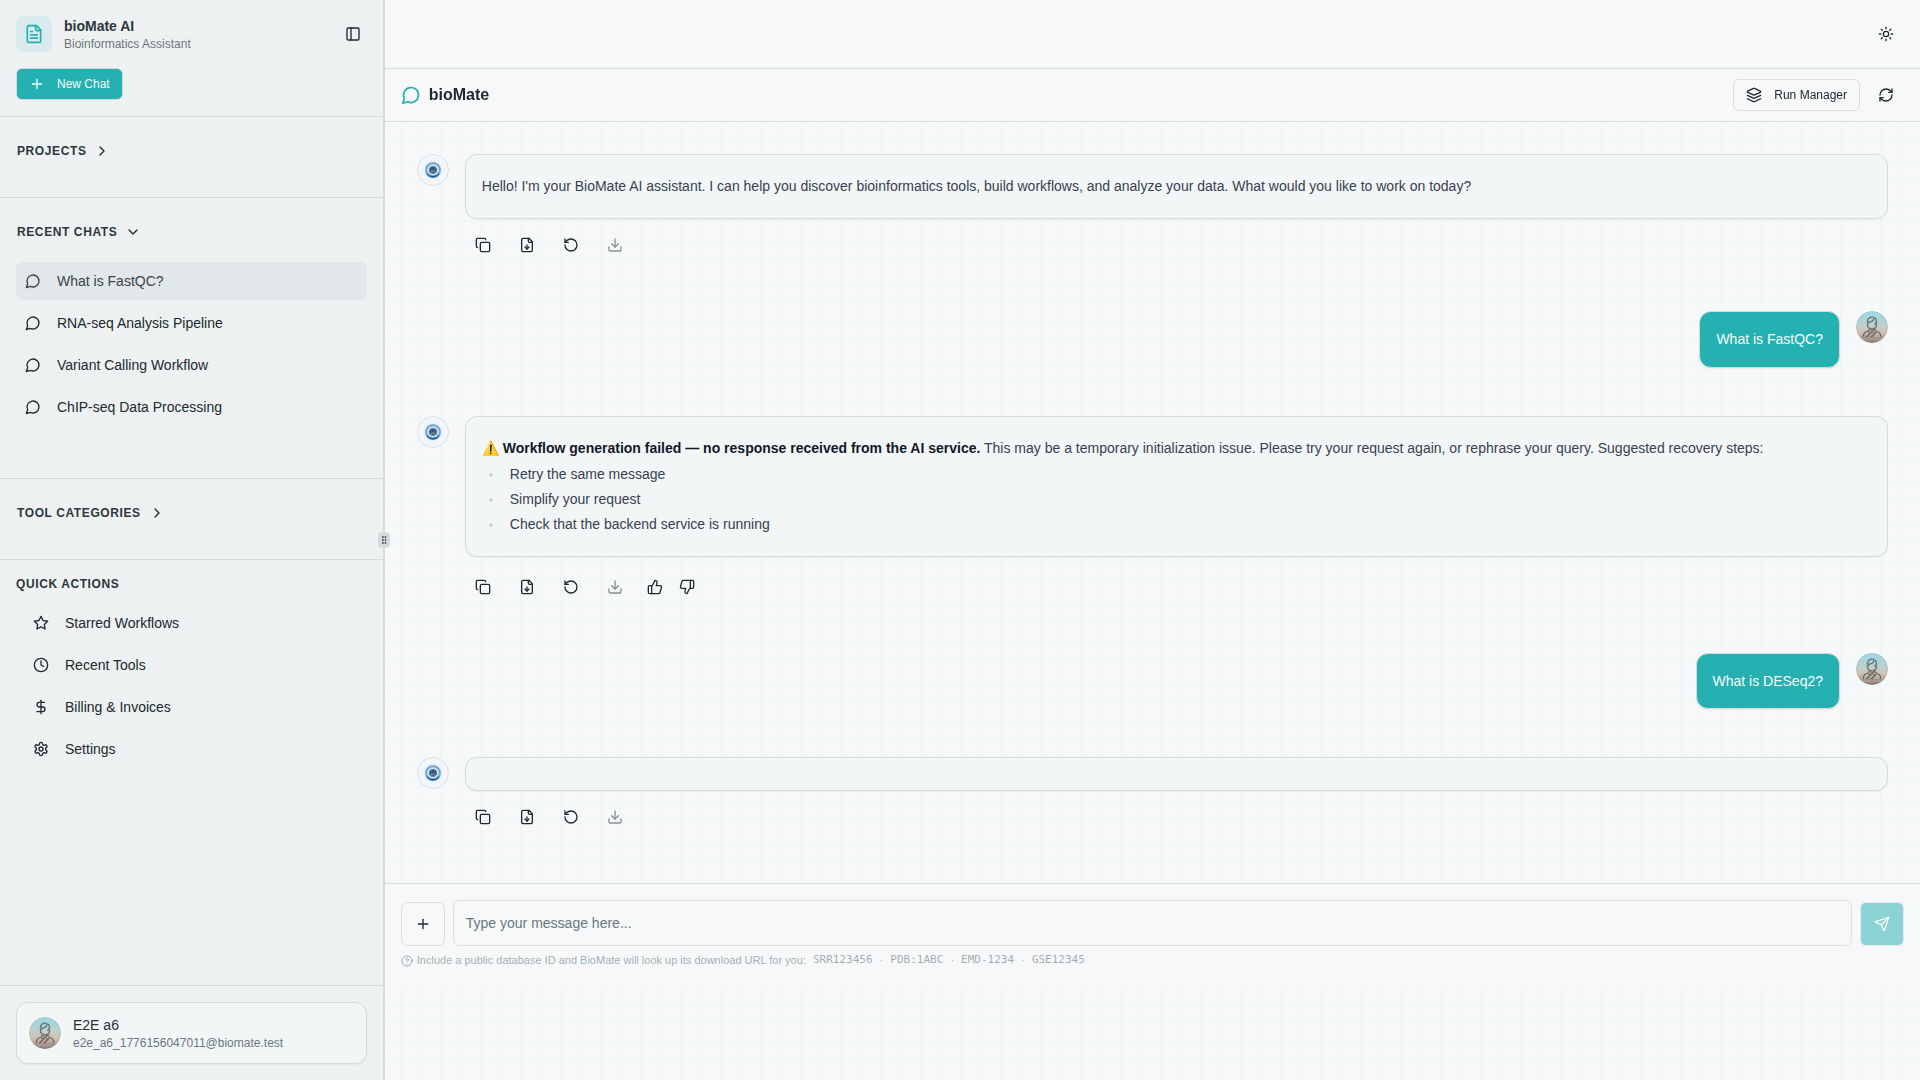 bioMate AI
Bioinformatics Assistant
New Chat
PROJECTS
RECENT CHATS
What is FastQC?
RNA-seq Analysis Pipeline
Variant Calling Workflow
ChIP-seq Data Processing
TOOL CATEGORIES
QUICK ACTIONS
Starred Workflows
Recent Tools
Billing & Invoices
Settings
E2E a6
e2e_a6_1776156047011@biomate.test
bioMate
Run Manager
Hello! I'm your BioMate AI assistant. I can help you discover bioinformatics tools, build workflows, and analyze your data. What would you like to work on today?
What is FastQC?
⚠️ Workflow generation failed — no response received from the AI service. This may be a temporary initialization issue. Please try your request again, or rephrase your query. Suggested recovery steps:
Retry the same message
Simplify your request
Check that the backend service is running
What is DESeq2?
Type your message here...
Include a public database ID and BioMate will look up its download URL for you: SRR123456 · PDB:1ABC · EMD-1234 · GSE12345